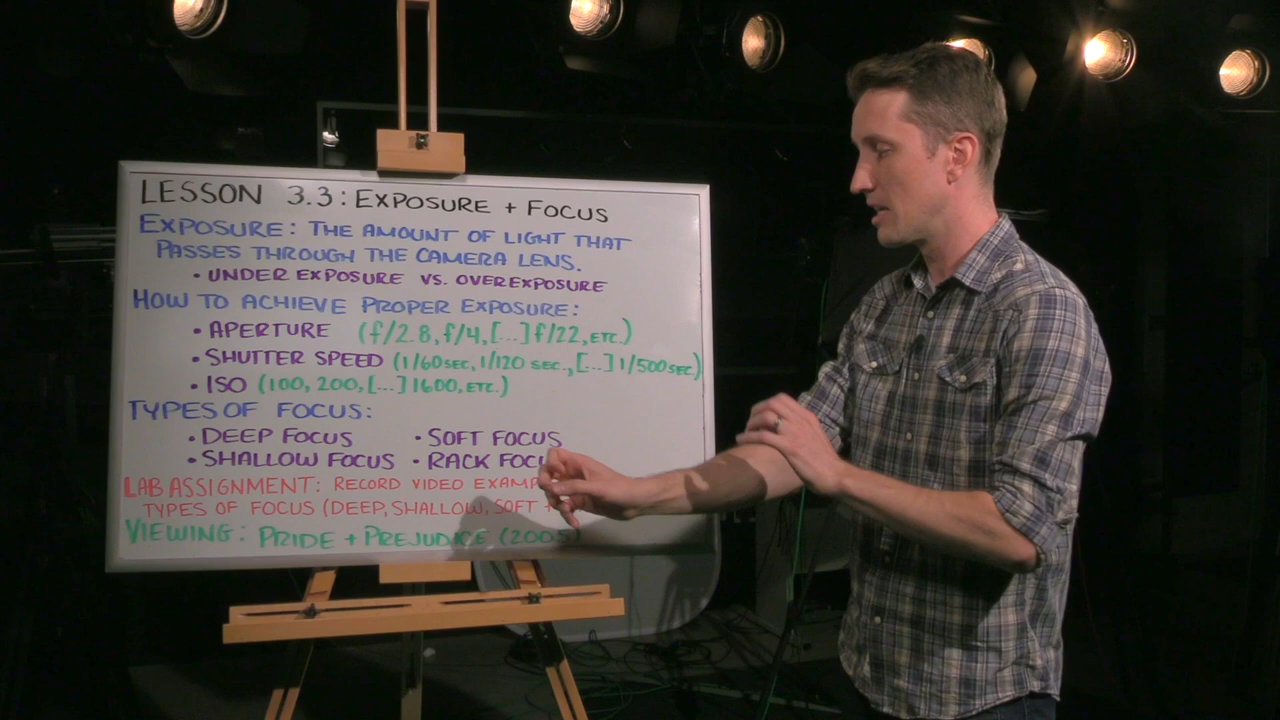 LESSON 3.3: EXPOSURE + FOCUS
EXPOSURE: THE AMOUNT OF LIGHT THAT
PASSES THROUGH THE CAMERA LENS.
• UNDER EXPOSURE VS. OVEREXPOSURE
HOW TO ACHIEVE PROPER EXPOSURE:
• APERTURE (f/2.8, f/4, [...] f/22, ETC.)
• SHUTTER SPEED (1/60 SEC, 1/120 SEC., [...] 1/500 SEC)
• ISO (100, 200, [...] 1600, ETC.)
TYPES OF FOCUS:
• DEEP FOCUS • SOFT FOCUS
• SHALLOW FOCUS • RACK
LAB ASSIGNMENT: RECORD VIDEO
TYPES OF FOCUS (DEEP, SHALLOW, SOFT +
VIEWING: PRIDE + PREJUDICE (2005)